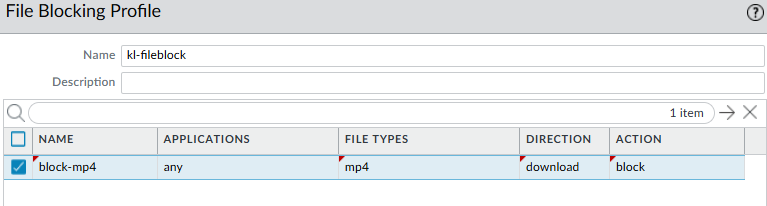 File Blocking Profile
Name kl-fileblock
Description
1 item
NAME APPLICATIONS FILE TYPES DIRECTION ACTION
block-mp4 any mp4 download block